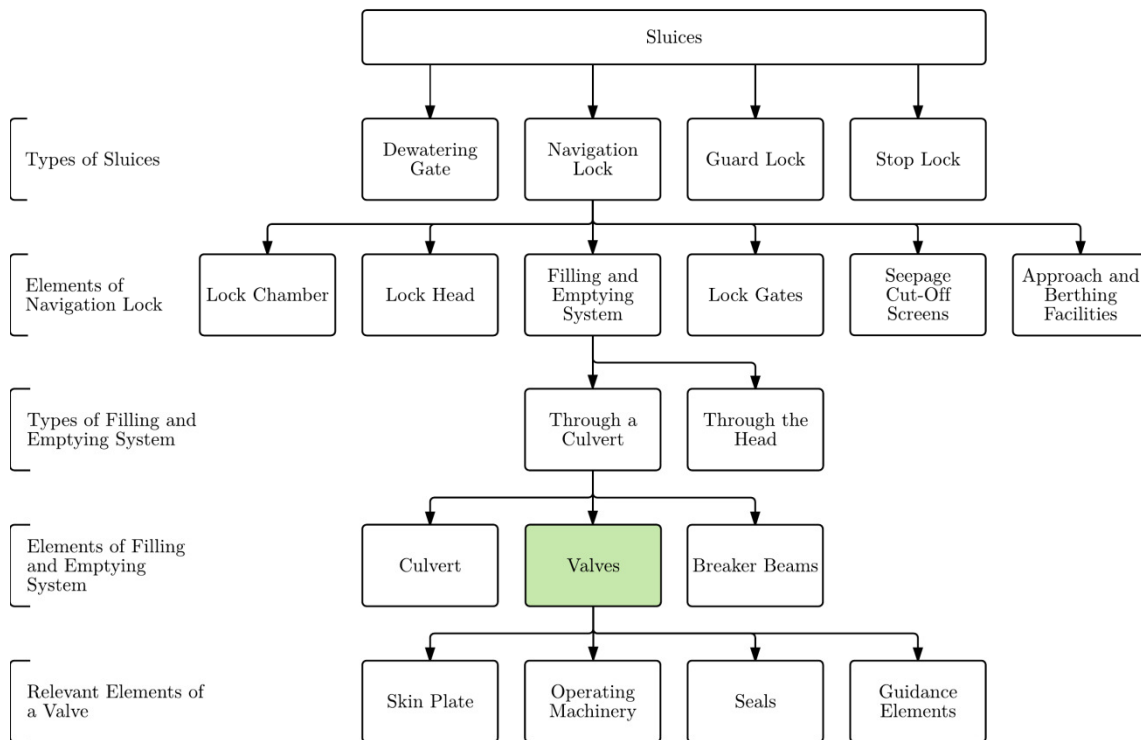 Sluices
Types of Sluices
Dewatering
Gate
Navigation
Lock
Guard Lock
Stop Lock
Elements of
Navigation Lock
Lock Chamber
Lock Head
Filling and
Emptying
System
Lock Gates
Seepage
Cut-Off
Screens
Approach and
Berthing
Facilities
Types of Filling and
Emptying System
Through a
Culvert
Through the
Head
Elements of Filling
and Emptying
System
Culvert
Valves
Breaker Beams
Relevant Elements of
a Valve
Skin Plate
Operating
Machinery
Seals
Guidance
Elements